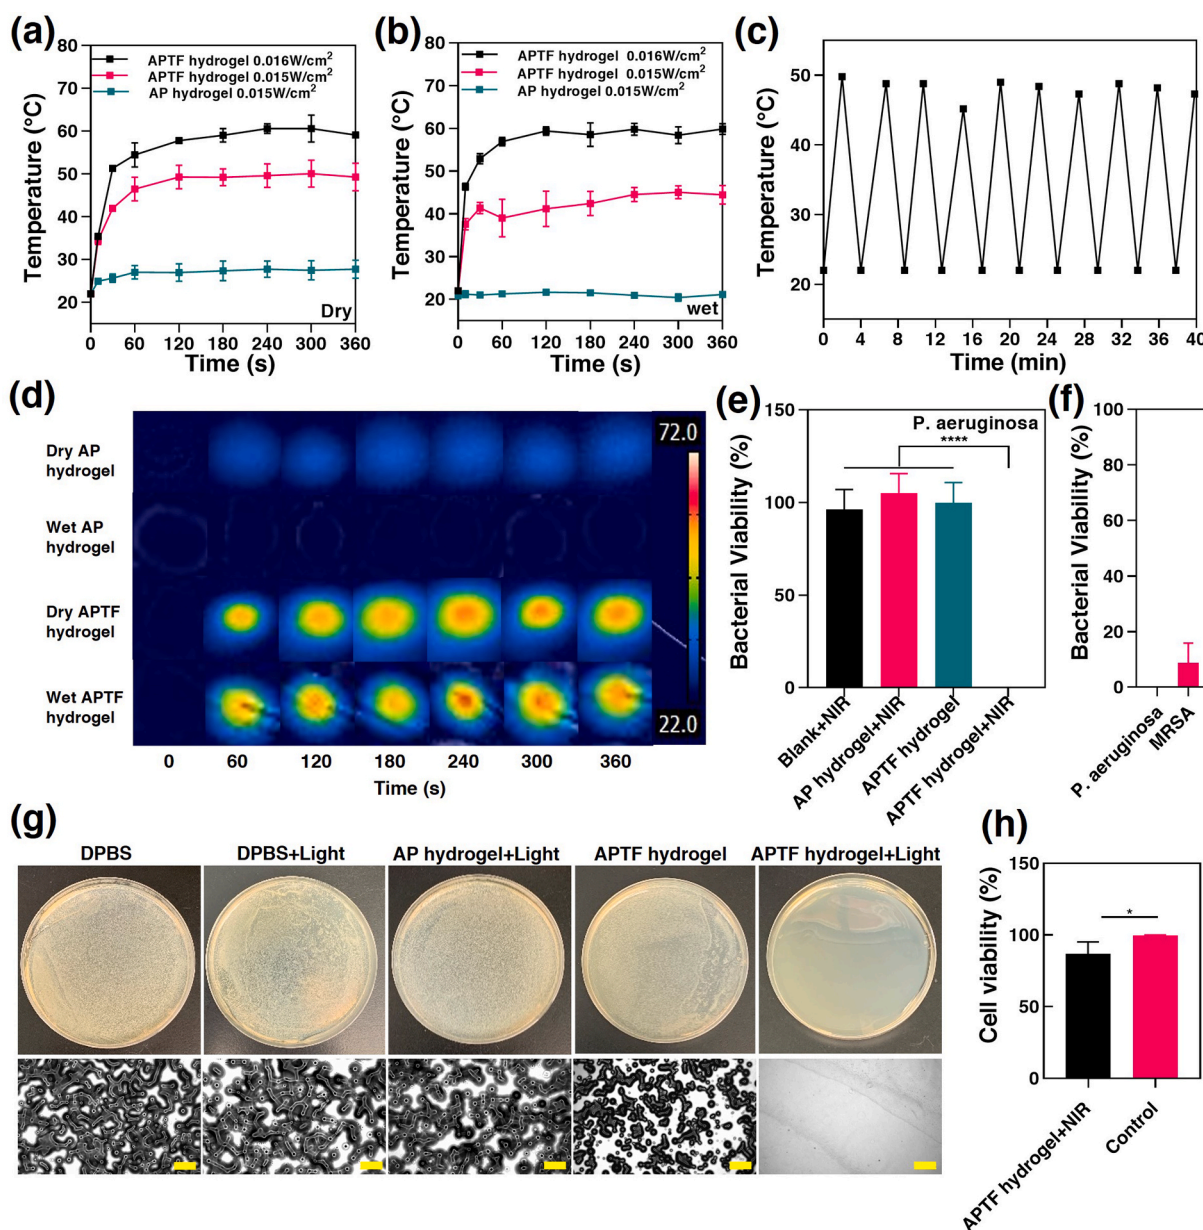 (a)
80
70
60
50
40
30
20
Temperature (°C)
APTF hydrogel 0.016W/cm²
APTF hydrogel 0.015W/cm²
AP hydrogel 0.015W/cm²
Dry
0 60 120 180 240 300 360
Time (s)
(b)
80
70
60
50
40
30
20
Temperature (°C)
APTF hydrogel 0.016W/cm²
APTF hydrogel 0.015W/cm²
AP hydrogel 0.015W/cm²
wet
0 60 120 180 240 300 360
Time (s)
(c)
50
40
30
20
Temperature (°C)
0 4 8 12 16 20 24 28 32 36 40
Time (min)
(d)
Dry AP
hydrogel
Wet AP
hydrogel
Dry APTF
hydrogel
Wet APTF
hydrogel
72.0
22.0
0 60 120 180 240 300 360
Time (s)
(e)
150
100
50
0
Bacterial Viability (%)
P. aeruginosa
****
Blank+NIR
AP hydrogel+NIR
APTF hydrogel
APTF hydrogel+NIR
(f)
100
80
60
40
20
0
Bacterial Viability (%)
P. aeruginosa
MRSA
(g)
DPBS
DPBS+Light
AP hydrogel+Light
APTF hydrogel
APTF hydrogel+Light
(h)
150
100
50
0
Cell viability (%)
*
APTF hydrogel+NIR
Control